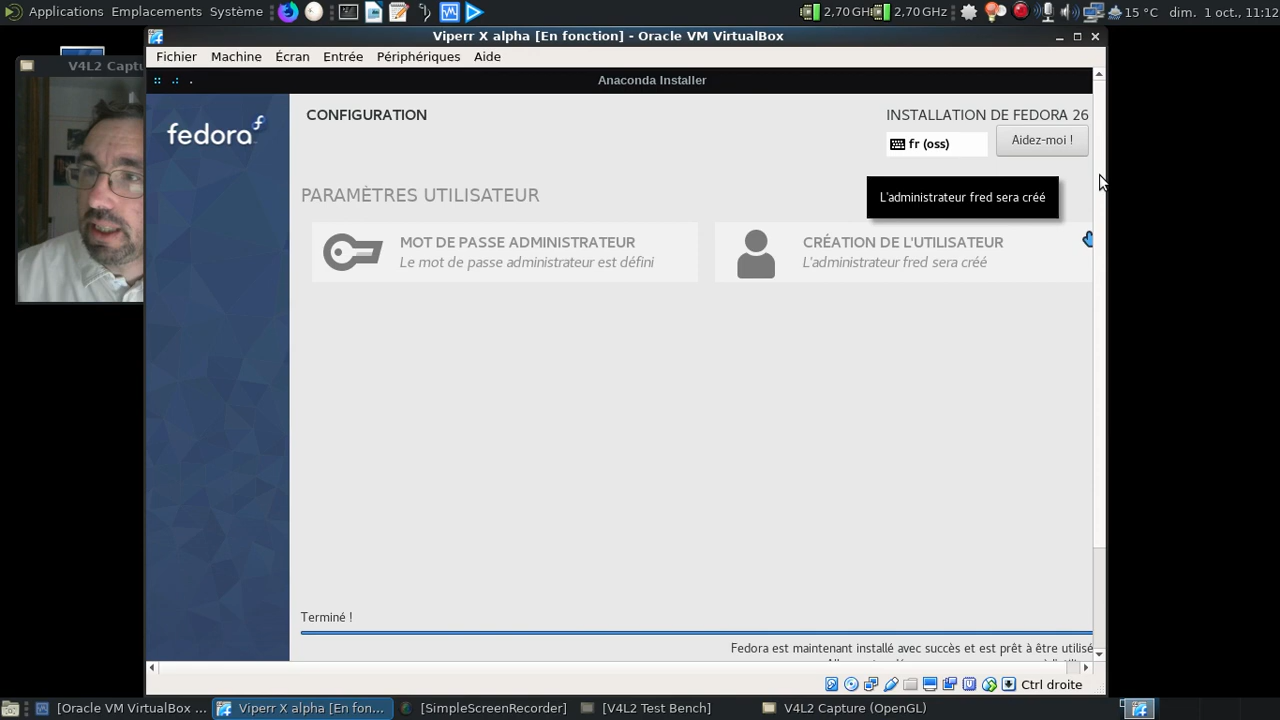 Applications Emplacements Système
2,70 GHz
2,70 GHz
15 °C
dim. 1 oct., 11:12
V4L2 Captu
Viperr X alpha [En fonction] - Oracle VM VirtualBox
Fichier Machine Écran Entrée Périphériques Aide
Anaconda Installer
fedora
CONFIGURATION
INSTALLATION DE FEDORA 26
fr (oss)
Aidez-moi !
PARAMÈTRES UTILISATEUR
L'administrateur fred sera créé
MOT DE PASSE ADMINISTRATEUR
Le mot de passe administrateur est défini
CRÉATION DE L'UTILISATEUR
L'administrateur fred sera créé
Terminé !
Fedora est maintenant installé avec succès et est prêt à être utilisé
Ctrl droite
[Oracle VM VirtualBox ...
Viperr X alpha [En fon...
[SimpleScreenRecorder]
[V4L2 Test Bench]
V4L2 Capture (OpenGL)